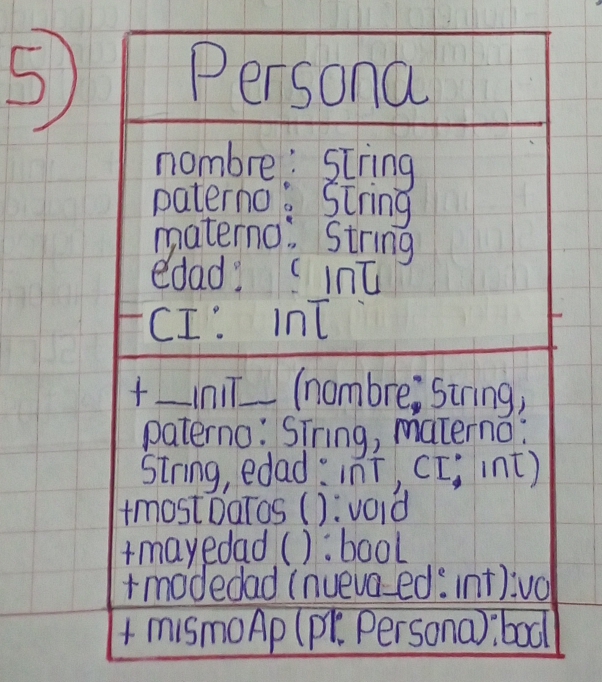 5)
Persona
nombre: String
paterno: String
materno: String
edad: : int
CI: int
+ __init__ (nombre: String,
paterno: String, materno:
String, edad: int, CI: int)
+mostDatos (): void
+mayedad (): bool
+modedad (nueva_ed: int): vo
+ mismoAp (p1: Persona): bool